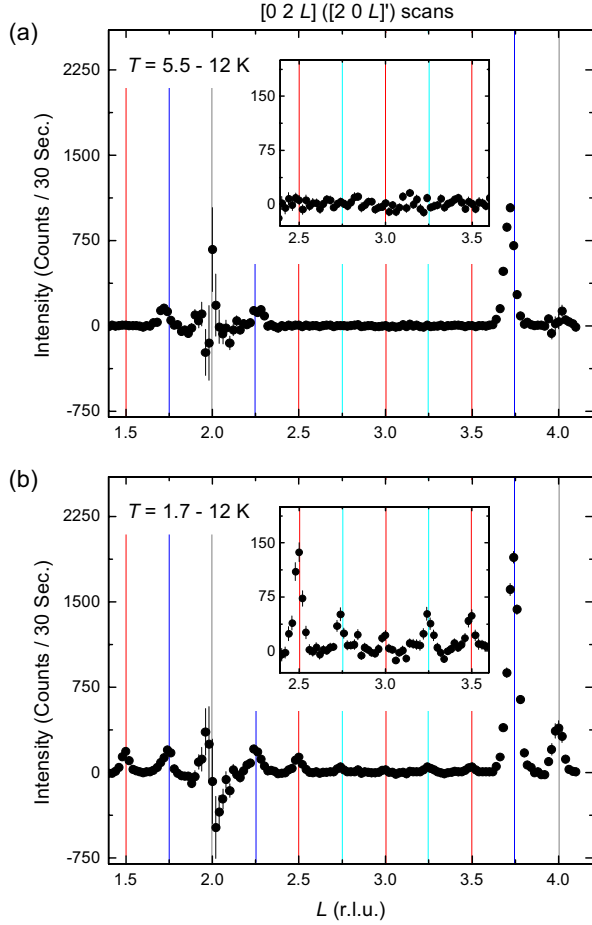 [0 2 L] ([2 0 L]') scans
(a)
T = 5.5 - 12 K
2250
1500
750
0
-750
Intensity (Counts / 30 Sec.)
150
75
0
2.5 3.0 3.5
1.5 2.0 2.5 3.0 3.5 4.0
(b)
T = 1.7 - 12 K
2250
1500
750
0
-750
Intensity (Counts / 30 Sec.)
150
75
0
2.5 3.0 3.5
1.5 2.0 2.5 3.0 3.5 4.0
L (r.l.u.)